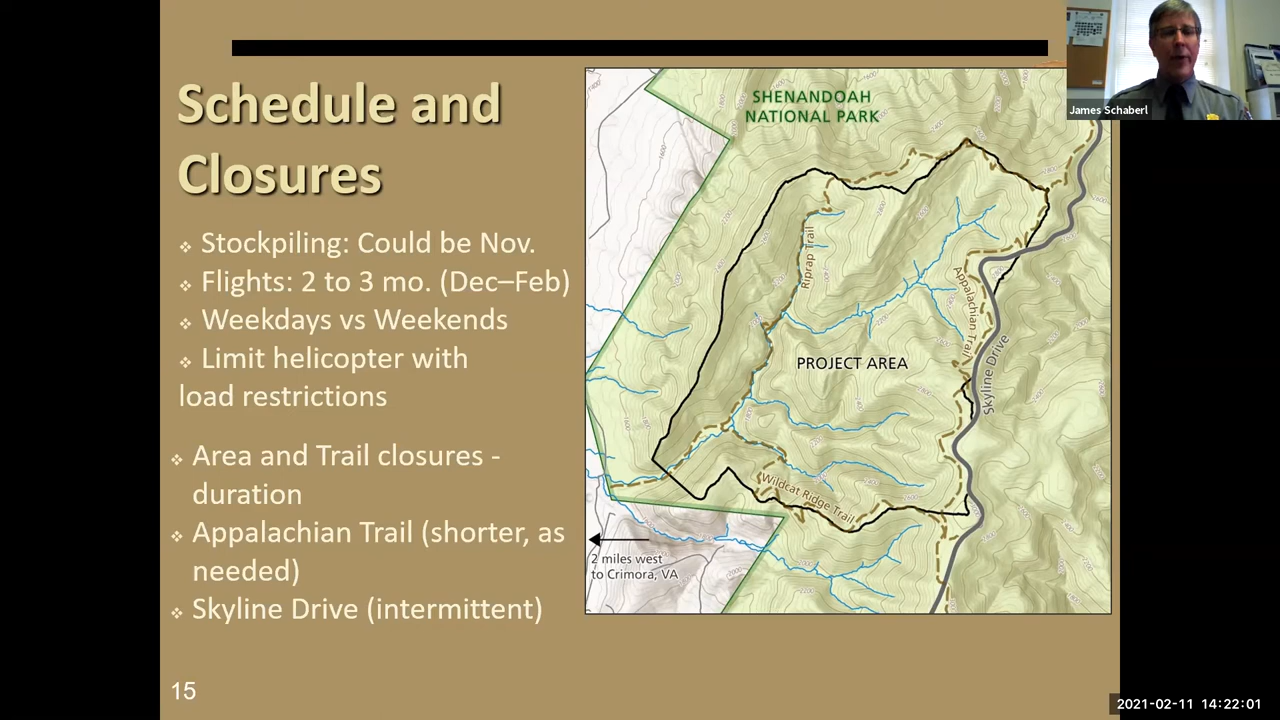 Schedule and
Closures
❖ Stockpiling: Could be Nov.
❖ Flights: 2 to 3 mo. (Dec–Feb)
❖ Weekdays vs Weekends
❖ Limit helicopter with
load restrictions
❖ Area and Trail closures -
duration
❖ Appalachian Trail (shorter, as
needed)
❖ Skyline Drive (intermittent)
15
SHENANDOAH
NATIONAL PARK
Riprap Trail
Appalachian Trail
Skyline Drive
PROJECT AREA
Wildcat Ridge Trail
2 miles west
to Crimora, VA
James Schaberl
2021-02-11 14:22:01